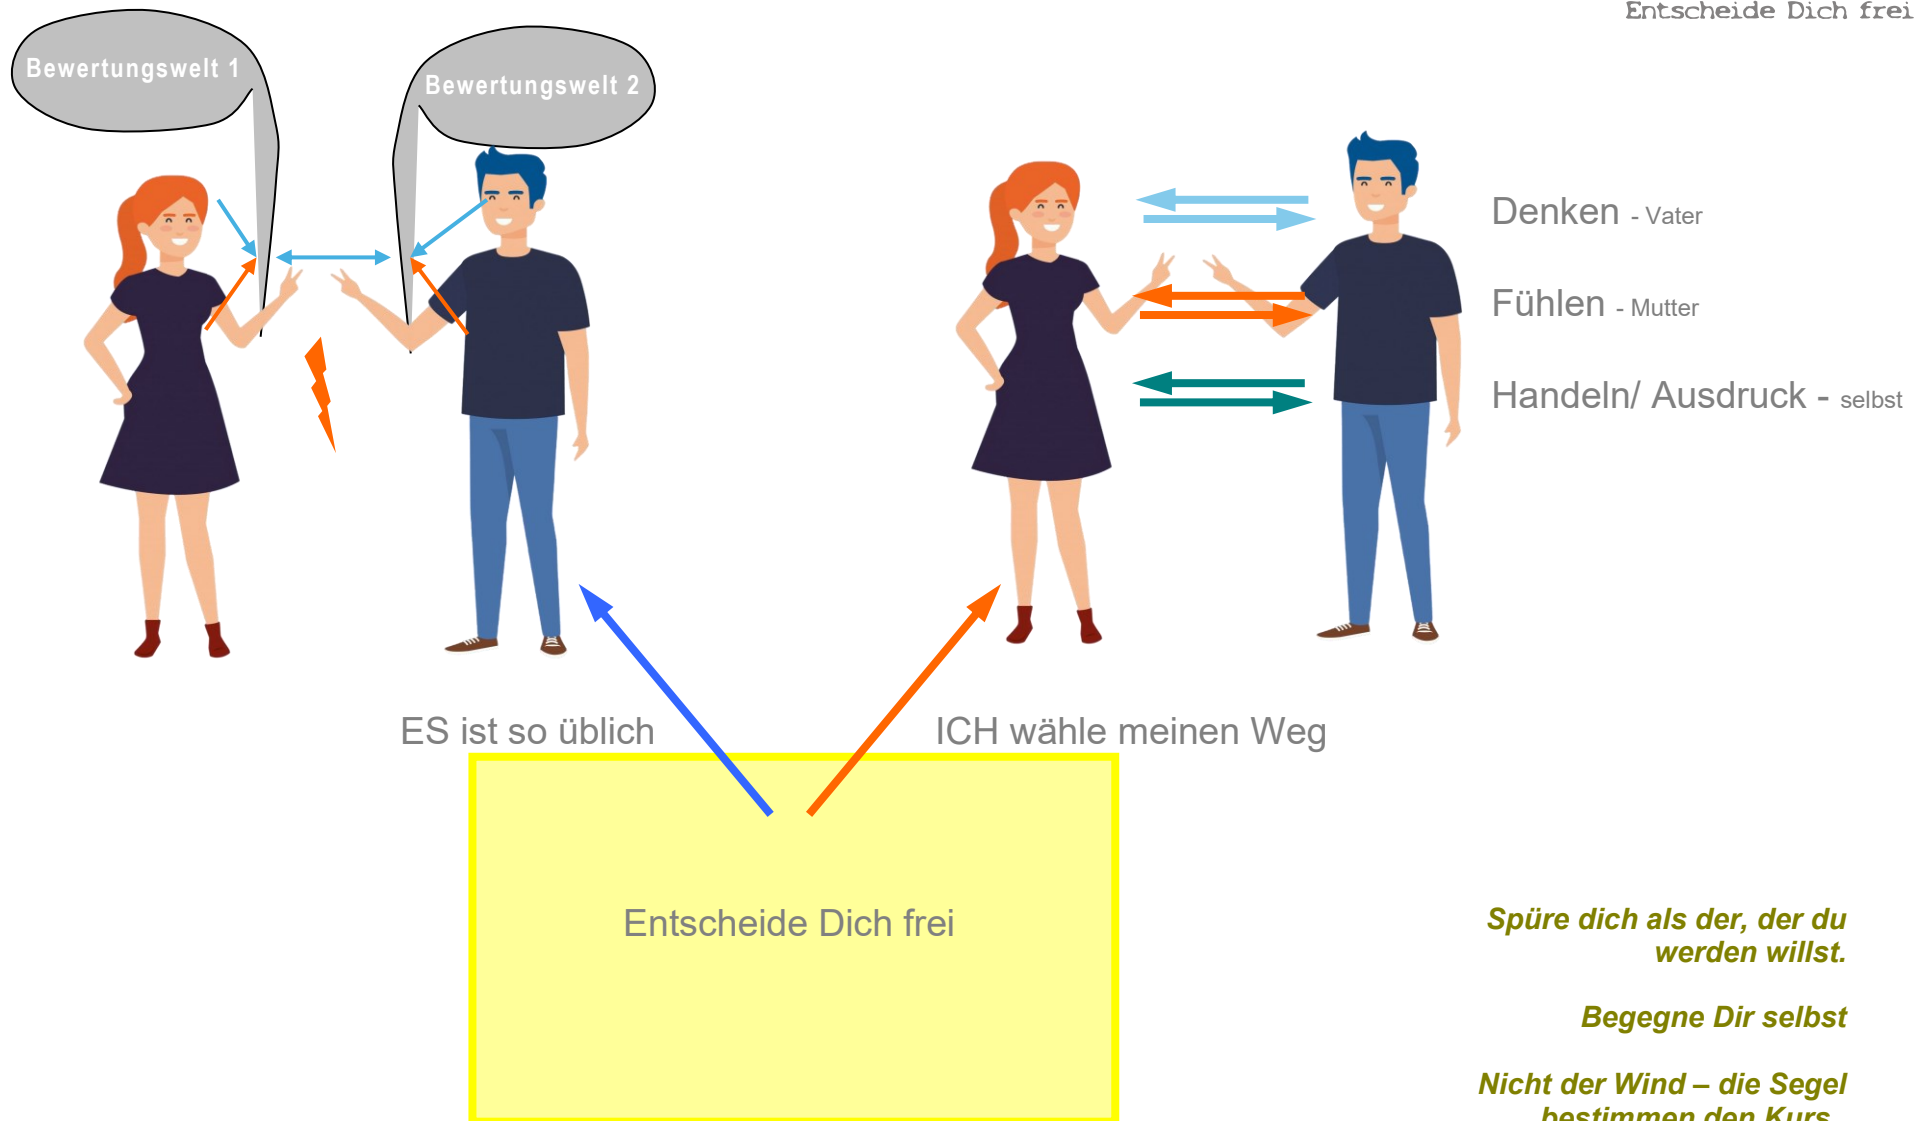 Entscheide Dich frei
Bewertungswelt 1
Bewertungswelt 2
Denken - Vater
Fühlen - Mutter
Handeln/ Ausdruck - selbst
ES ist so üblich
ICH wähle meinen Weg
Entscheide Dich frei
Spüre dich als der, der du
werden willst.
Begegne Dir selbst
Nicht der Wind – die Segel
bestimmen den Kurs.